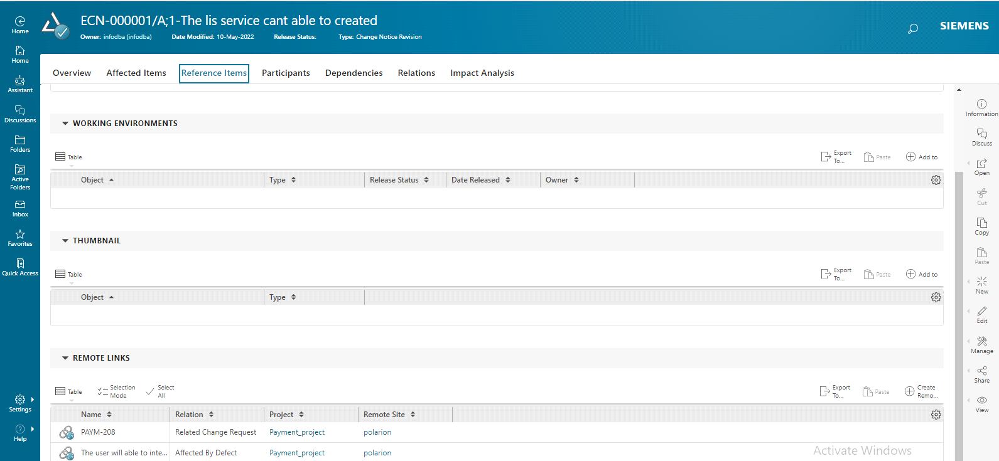 ECN-000001/A;1-The lis service cant able to created
Owner: infodba (infodba) Date Modified: 10-May-2022 Release Status: Type: Change Notice Revision
SIEMENS
Home
Home
Assistant
Discussions
Folders
Active
Folders
Inbox
Favorites
Quick Access
Settings
Help
Overview Affected Items Reference Items Participants Dependencies Relations Impact Analysis
WORKING ENVIRONMENTS
Table Export To... Paste Add to
Object Type Release Status Date Released Owner
THUMBNAIL
Table Export To... Paste Add to
Object Type
REMOTE LINKS
Table Selection Mode Select All Export To... Paste Create Remo...
Name Relation Project Remote Site
PAYM-208 Related Change Request Payment_project polarion
The user will able to inte... Affected By Defect Payment_project polarion
Information
Discuss
Open
Cut
Copy
Paste
New
Edit
Manage
Share
View
Activate Windows